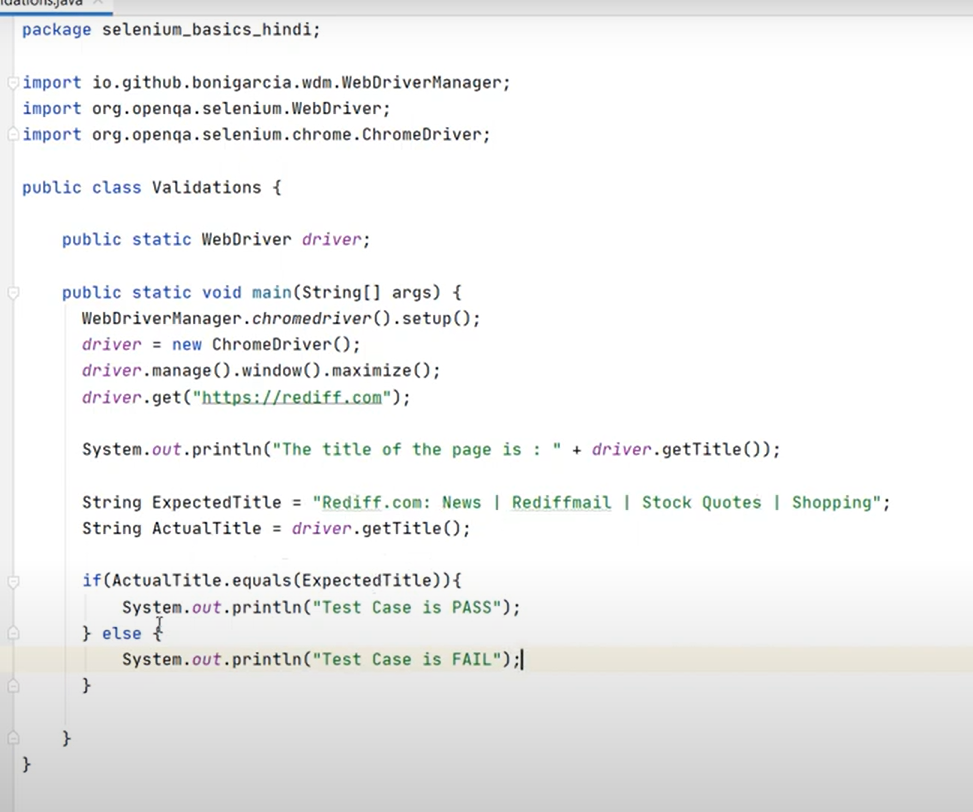 package selenium_basics_hindi;
import io.github.bonigarcia.wdm.WebDriverManager;
import org.openqa.selenium.WebDriver;
import org.openqa.selenium.chrome.ChromeDriver;
public class Validations {
public static WebDriver driver;
public static void main(String[] args) {
WebDriverManager.chromedriver().setup();
driver = new ChromeDriver();
driver.manage().window().maximize();
driver.get("https://rediff.com");
System.out.println("The title of the page is : " + driver.getTitle());
String ExpectedTitle = "Rediff.com: News | Rediffmail | Stock Quotes | Shopping";
String ActualTitle = driver.getTitle();
if(ActualTitle.equals(ExpectedTitle)){
System.out.println("Test Case is PASS");
} else {
System.out.println("Test Case is FAIL");
}
}
}